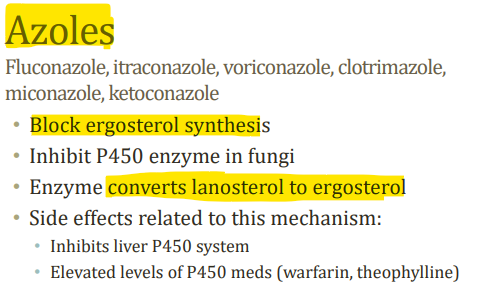 Azoles
Fluconazole, itraconazole, voriconazole, clotrimazole,
miconazole, ketoconazole
• Block ergosterol synthesis
• Inhibit P450 enzyme in fungi
• Enzyme converts lanosterol to ergosterol
• Side effects related to this mechanism:
• Inhibits liver P450 system
• Elevated levels of P450 meds (warfarin, theophylline)